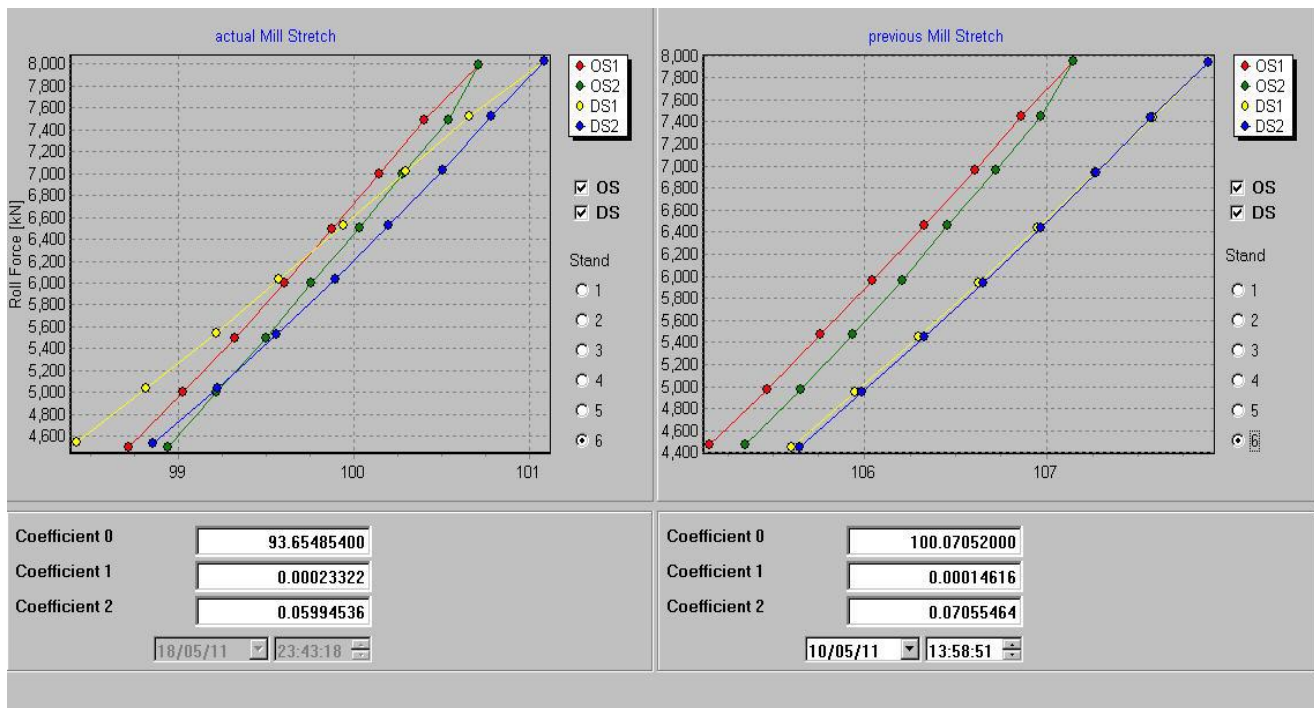 actual Mill Stretch
Roll Force [kN]
8,000
7,800
7,600
7,400
7,200
7,000
6,800
6,600
6,400
6,200
6,000
5,800
5,600
5,400
5,200
5,000
4,800
4,600
99 100 101
OS1
OS2
DS1
DS2
OS
DS
Stand
1
2
3
4
5
6
previous Mill Stretch
8,000
7,800
7,600
7,400
7,200
7,000
6,800
6,600
6,400
6,200
6,000
5,800
5,600
5,400
5,200
5,000
4,800
4,600
4,400
106 107
OS1
OS2
DS1
DS2
OS
DS
Stand
1
2
3
4
5
6
Coefficient 0 93.65485400
Coefficient 1 0.00023322
Coefficient 2 0.05994536
18/05/11 23:43:18
Coefficient 0 100.07052000
Coefficient 1 0.00014616
Coefficient 2 0.07055464
10/05/11 13:58:51